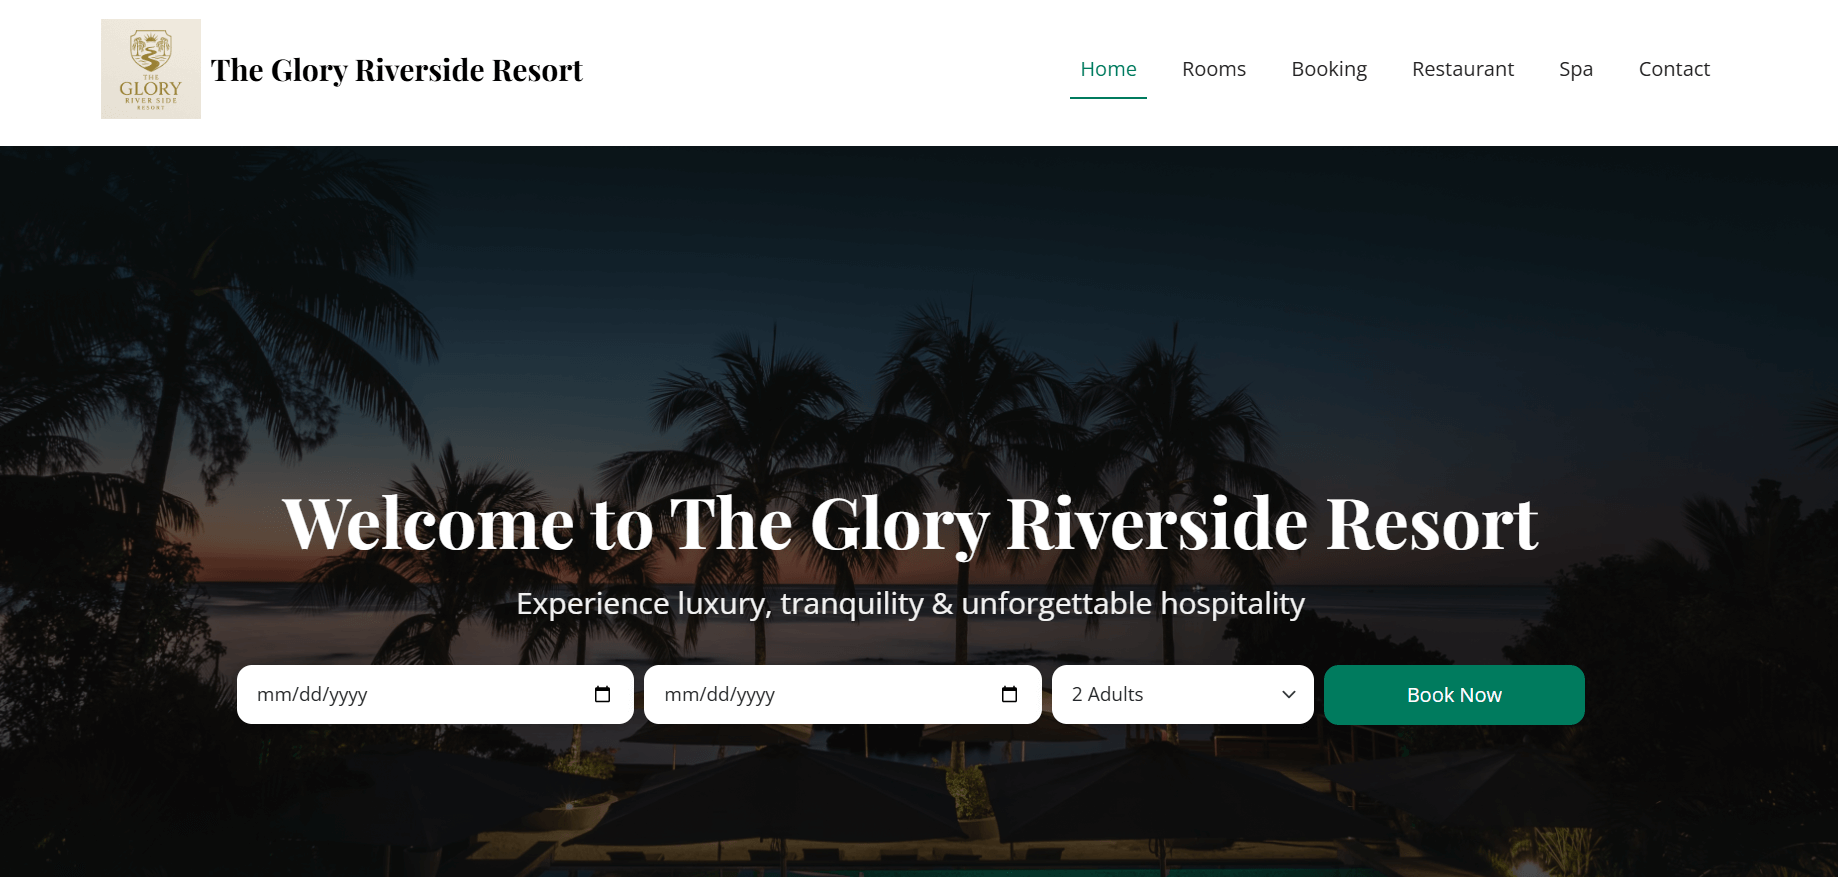 THE
GLORY
RIVER SIDE
RESORT
The Glory Riverside Resort
Home Rooms Booking Restaurant Spa Contact
Welcome to The Glory Riverside Resort
Experience luxury, tranquility & unforgettable hospitality
mm/dd/yyyy mm/dd/yyyy 2 Adults Book Now